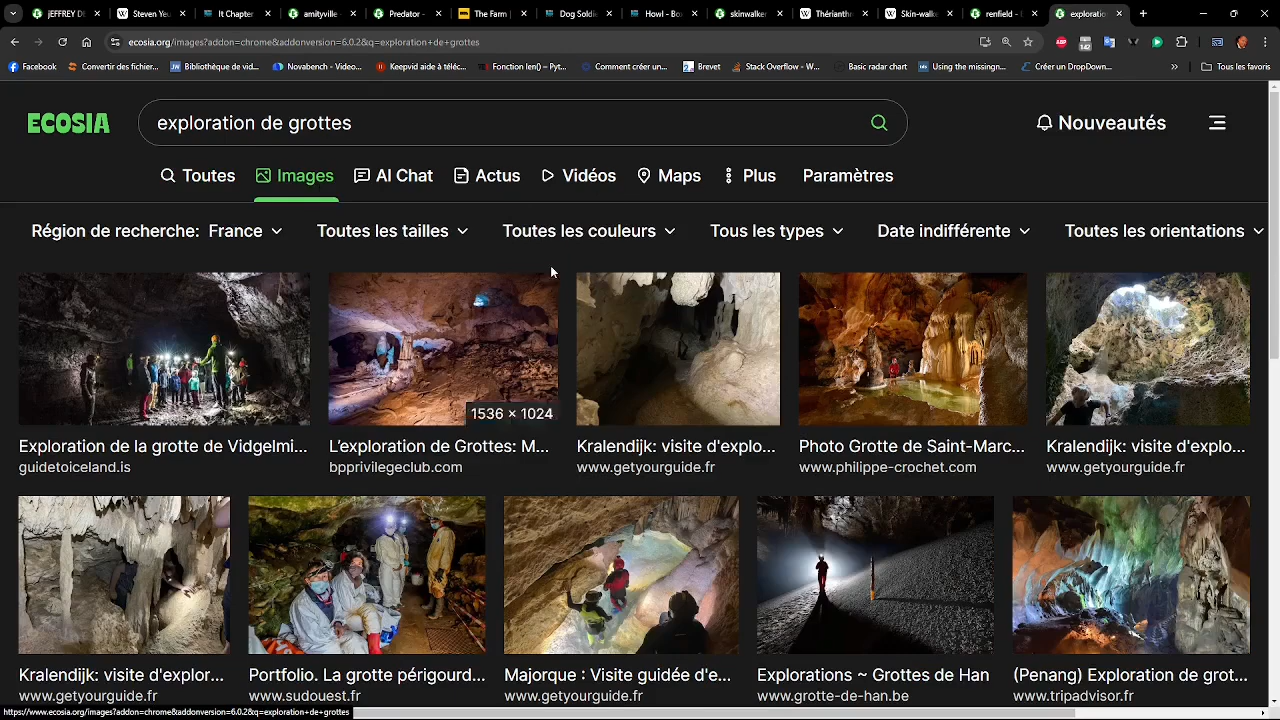 jEFFREY DE
Steven Yeu
It Chapter
amityville
Predator -
The Farm |
Dog Soldi
Howl - Bo
skinwalker
Thérianthr
Skin-walke
renfield -
exploratio
ecosia.org/images?addon=chrome&addonversion=6.0.2&q=exploration+de+grottes
142
Facebook
Convertir des fichier...
Bibliothèque de vid...
Novabench - Video...
Keepvid aide à téléc...
Fonction len() – Pyt...
Comment créer un...
Brevet
Stack Overflow - W...
Basic radar chart
Using the missingn...
Créer un DropDown...
Tous les favoris
ECOSIA
exploration de grottes
Nouveautés
Toutes
Images
AI Chat
Actus
Vidéos
Maps
Plus
Paramètres
Région de recherche: France
Toutes les tailles
Toutes les couleurs
Tous les types
Date indifférente
Toutes les orientations
1536 × 1024
Exploration de la grotte de Vidgelmi...
guidetoiceland.is
L’exploration de Grottes: M...
bpprivilegeclub.com
Kralendijk: visite d'explo...
www.getyourguide.fr
Photo Grotte de Saint-Marc...
www.philippe-crochet.com
Kralendijk: visite d'explo...
www.getyourguide.fr
Kralendijk: visite d'explor...
www.getyourguide.fr
Portfolio. La grotte périgourd...
www.sudouest.fr
Majorque : Visite guidée d'e...
www.getyourguide.fr
Explorations ~ Grottes de Han
www.grotte-de-han.be
(Penang) Exploration de grot...
www.tripadvisor.fr
https://www.ecosia.org/images?addon=chrome&addonversion=6.0.2&q=exploration+de+grottes